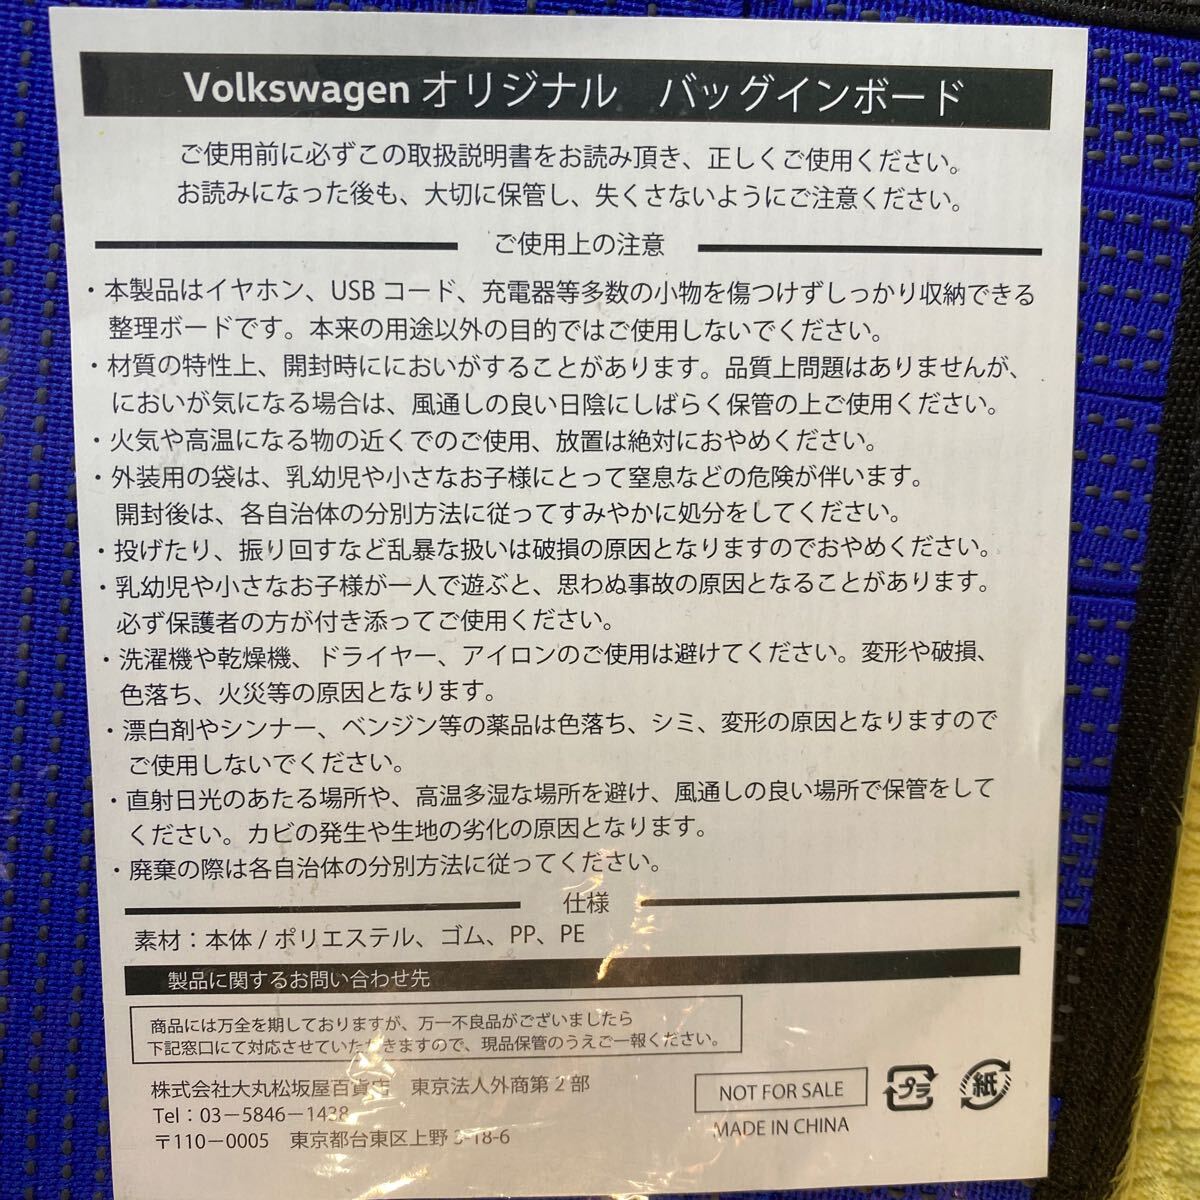 Volkswagen オリジナル　バッグインボード
ご使用前に必ずこの取扱説明書をお読み頂き、正しくご使用ください。
お読みになった後も、大切に保管し、失くさないようにご注意ください。
ご使用上の注意
・本製品はイヤホン、USB コード、充電器等多数の小物を傷つけずしっかり収納できる
整理ボードです。本来の用途以外の目的ではご使用しないでください。
・材質の特性上、開封時ににおいがすることがあります。品質上問題はありませんが、
においが気になる場合は、風通しの良い日陰にしばらく保管の上ご使用ください。
・火気や高温になる物の近くでのご使用、放置は絶対におやめください。
・外装用の袋は、乳幼児や小さなお子様にとって窒息などの危険が伴います。
開封後は、各自治体の分別方法に従ってすみやかに処分をしてください。
・投げたり、振り回すなど乱暴な扱いは破損の原因となりますのでおやめください。
・乳幼児や小さなお子様が一人で遊ぶと、思わぬ事故の原因となることがあります。
必ず保護者の方が付き添ってご使用ください。
・洗濯機や乾燥機、ドライヤー、アイロンのご使用は避けてください。変形や破損、
色落ち、火災等の原因となります。
・漂白剤やシンナー、ベンジン等の薬品は色落ち、シミ、変形の原因となりますので
ご使用しないでください。
・直射日光のあたる場所や、高温多湿な場所を避け、風通しの良い場所で保管をして
ください。カビの発生や生地の劣化の原因となります。
・廃棄の際は各自治体の分別方法に従ってください。
仕様
素材：本体 / ポリエステル、ゴム、PP、PE
製品に関するお問い合わせ先
商品には万全を期しておりますが、万一不良品がございましたら
下記窓口にて対応させていただきますので、現品保管のうえご一報ください。
株式会社大丸松坂屋百貨店　東京法人外商第２部
Tel：03－5846－1438
〒110－0005　東京都台東区上野 3-18-6
NOT FOR SALE
MADE IN CHINA
プラ
紙